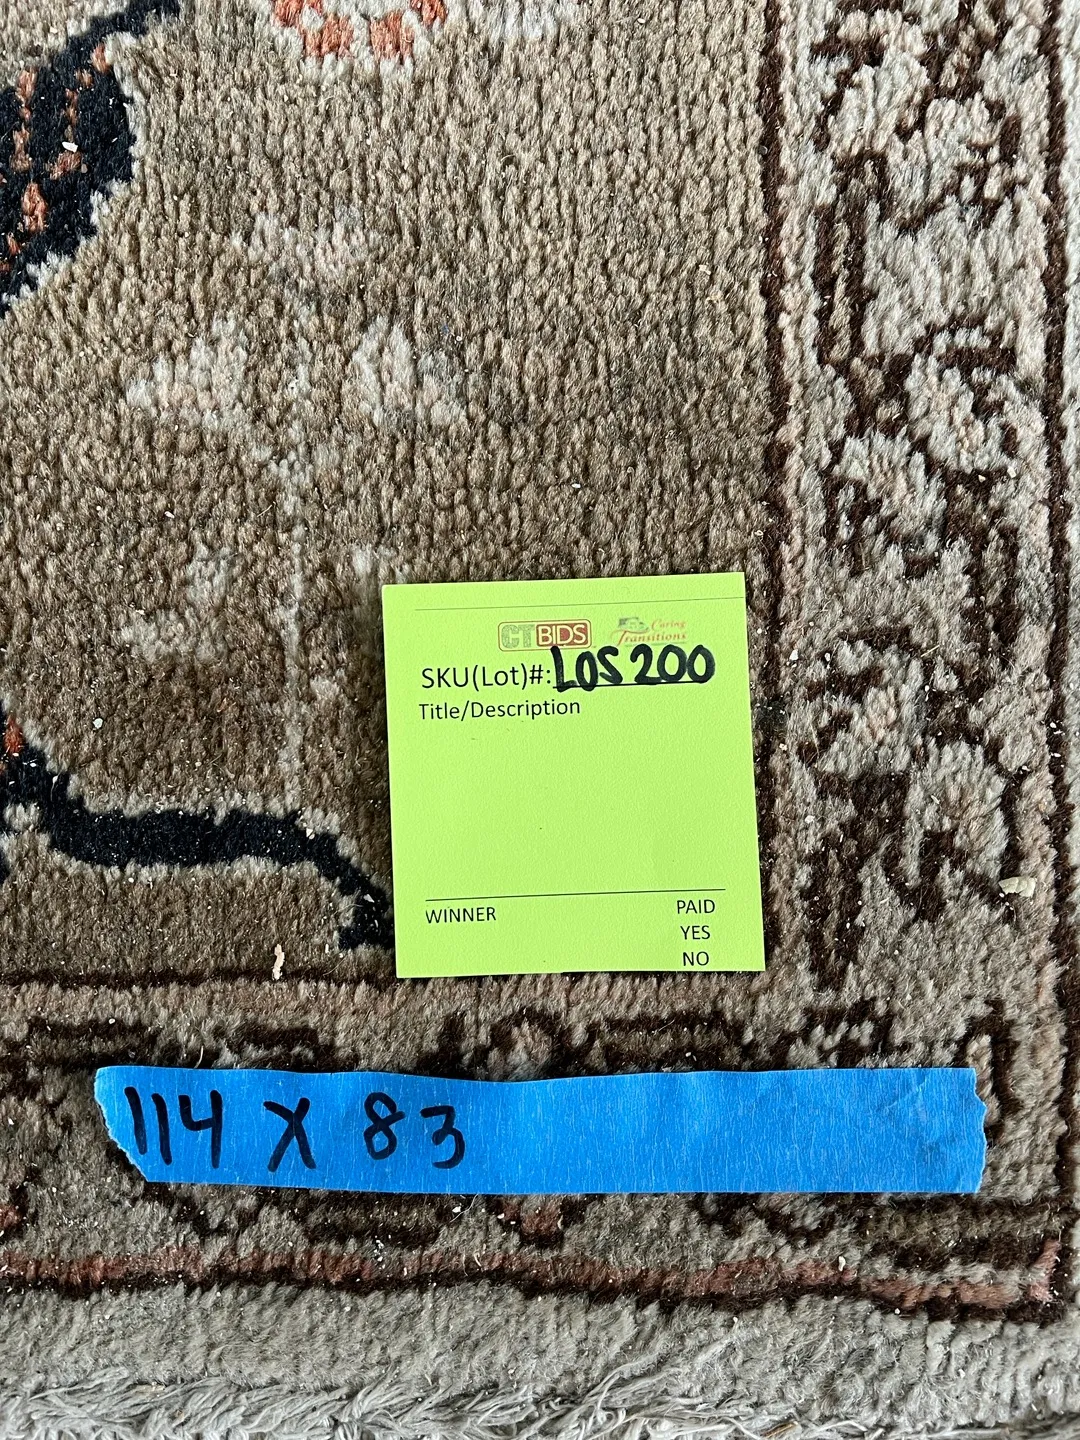 CTBIDS Caring Transitions
SKU(Lot)#: LOS200
Title/Description
WINNER PAID
YES
NO
114 X 83